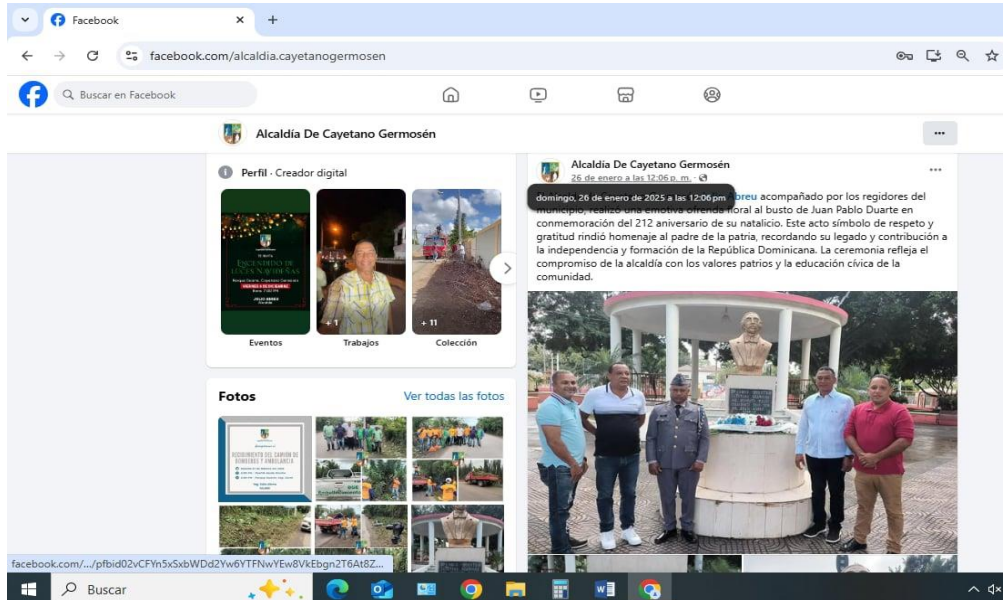 Facebook
facebook.com/alcaldia.cayetanogermosen
Buscar en Facebook
Alcaldía De Cayetano Germosén
Perfil · Creador digital
ENCENDIDO DE
LUCES NAVIDEÑAS
+ 1
+ 11
Eventos
Trabajos
Colección
Fotos
Ver todas las fotos
Alcaldía De Cayetano Germosén
26 de enero a las 12:06 p. m.
domingo, 26 de enero de 2025 a las 12:06 pm
breu acompañado por los regidores del
municipio, realizó una emotiva ofrenda floral al busto de Juan Pablo Duarte en
conmemoración del 212 aniversario de su natalicio. Este acto símbolo de respeto y
gratitud rindió homenaje al padre de la patria, recordando su legado y contribución a
la independencia y formación de la República Dominicana. La ceremonia refleja el
compromiso de la alcaldía con los valores patrios y la educación cívica de la
comunidad.
facebook.com/.../pfbid02vCFYn5xSxbWDd2Yw6YTFNwYEw8VkEbgn2T6At8Z...
Buscar